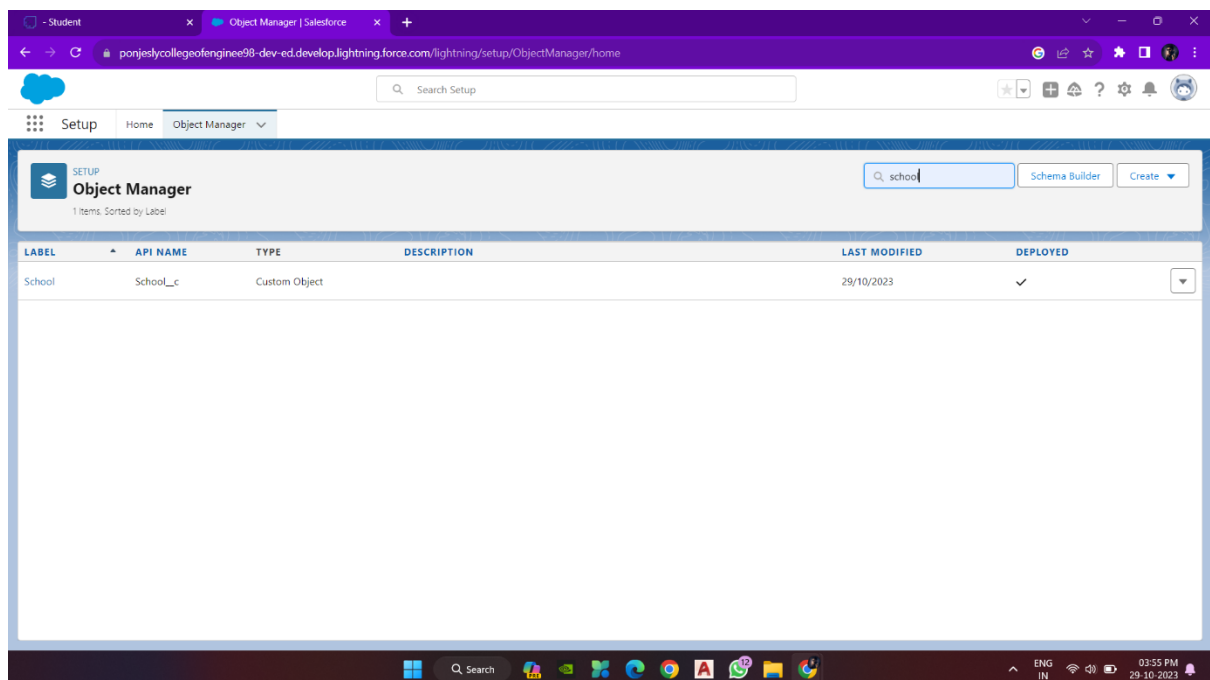 - Student
Object Manager | Salesforce
ponjeslycollegeofenginee98-dev-ed.develop.lightning.force.com/lightning/setup/ObjectManager/home
Search Setup
Setup Home Object Manager
SETUP
Object Manager
1 Items, Sorted by Label
school
Schema Builder
Create
LABEL API NAME TYPE DESCRIPTION LAST MODIFIED DEPLOYED
School School__c Custom Object 29/10/2023
Search
PRE
12
ENG
IN
03:55 PM
29-10-2023